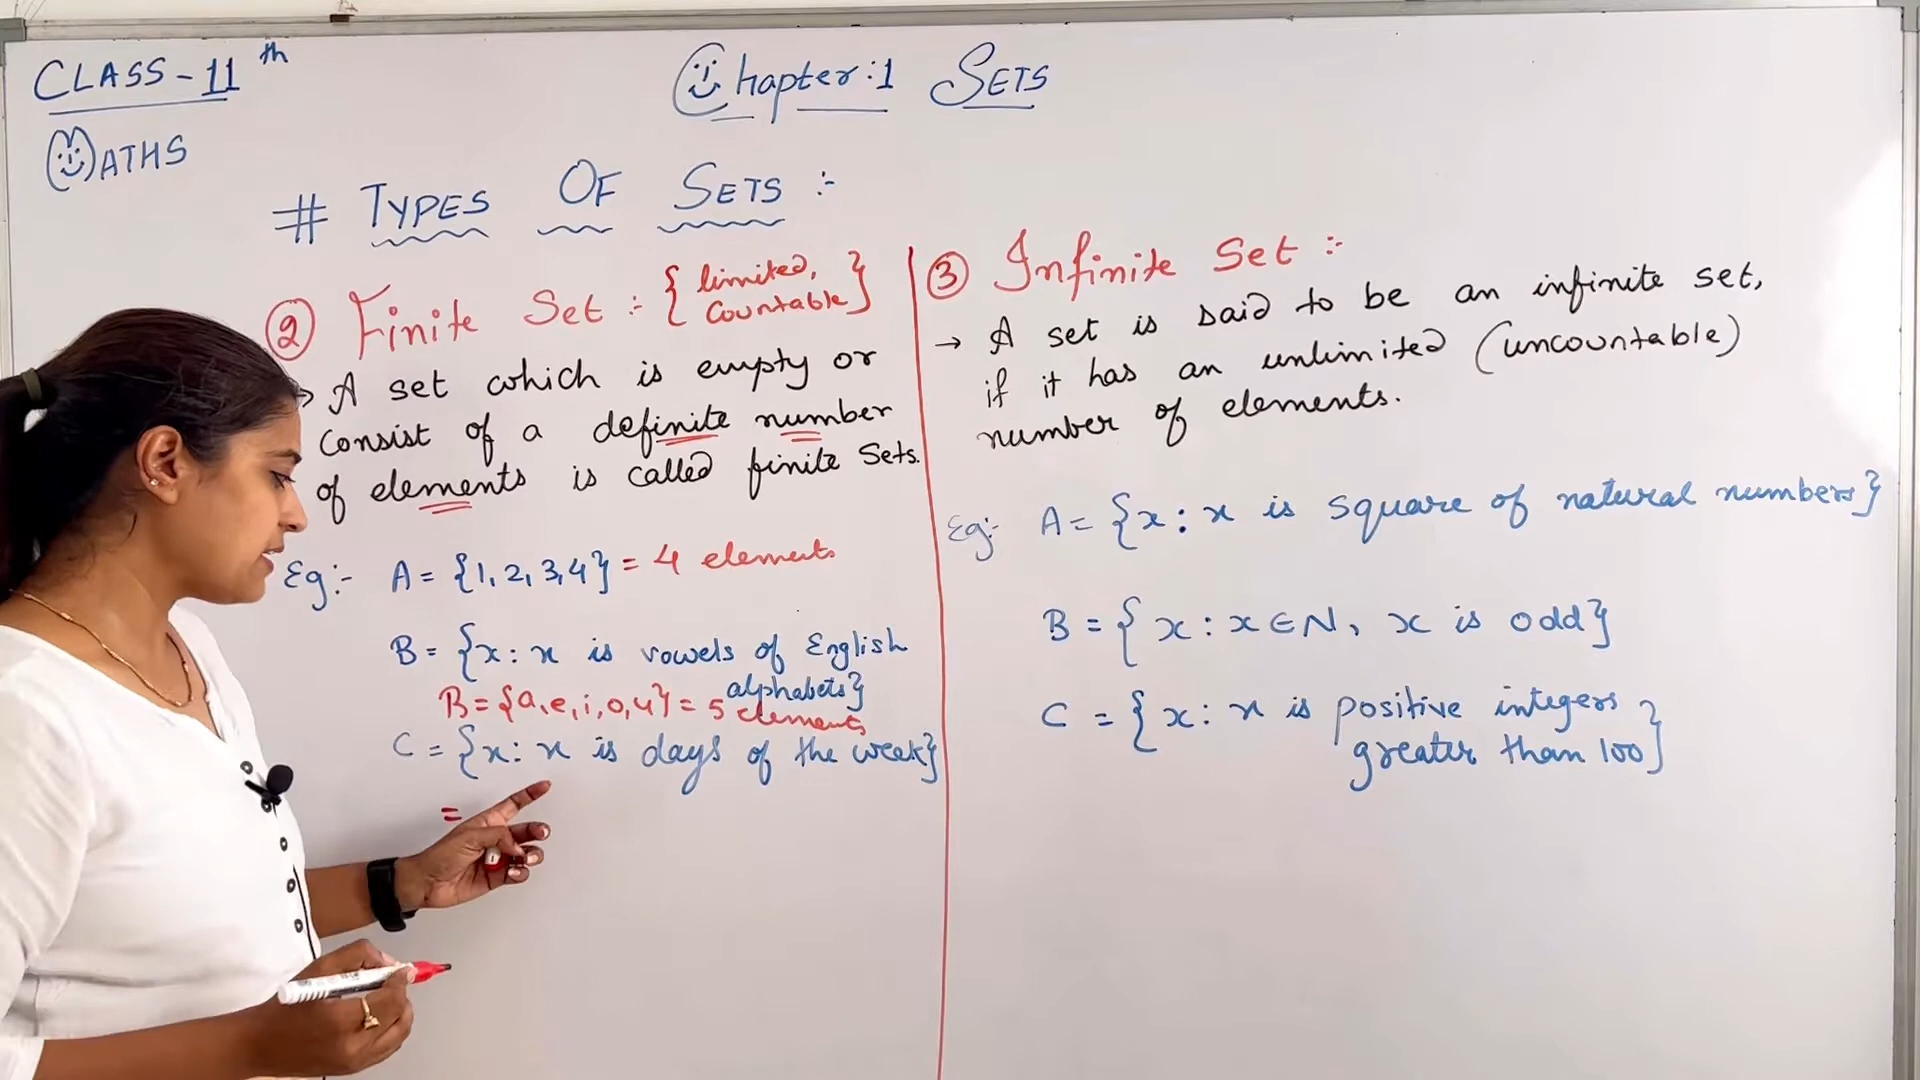 CLASS - 11th
Chapter : 1 SETS
MATHS
# TYPES OF SETS :-
② Finite Set :- { limited,
Countable }
→ A set which is empty or
consist of a definite number
of elements is called finite Sets.
Eg :- A = {1, 2, 3, 4} = 4 elements
B = {x : x is vowels of English
alphabets}
B = {a, e, i, o, u} = 5 elements
C = {x : x is days of the week}
=
③ Infinite Set :-
→ A set is said to be an infinite set,
if it has an unlimited (uncountable)
number of elements.
Eg:- A = {x : x is square of natural numbers}
B = { x : x ∈ N, x is odd}
C = { x : x is positive integers
greater than 100}